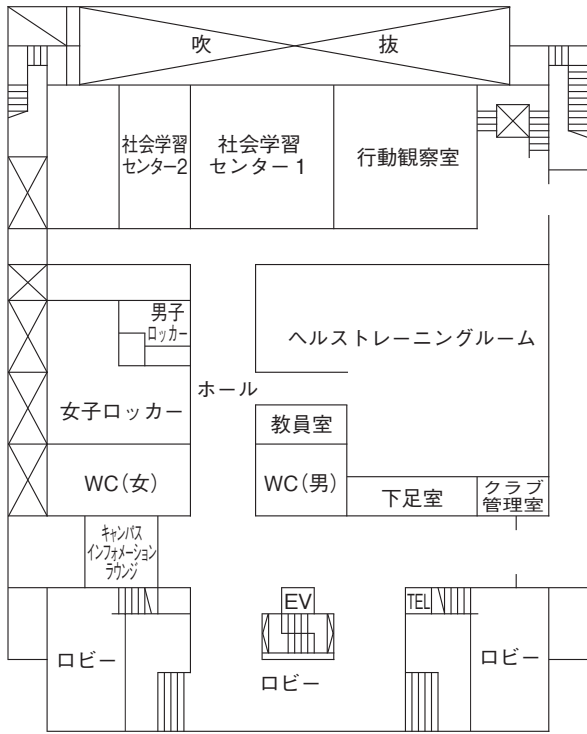 吹 抜
社会学習
センター2
社会学習
センター1
行動観察室
男子
ロッカー
ヘルストレーニングルーム
ホール
女子ロッカー
教員室
WC(女)
WC(男)
下足室
クラブ
管理室
キャンパス
インフォメーション
ラウンジ
EV
TEL
ロビー
ロビー
ロビー